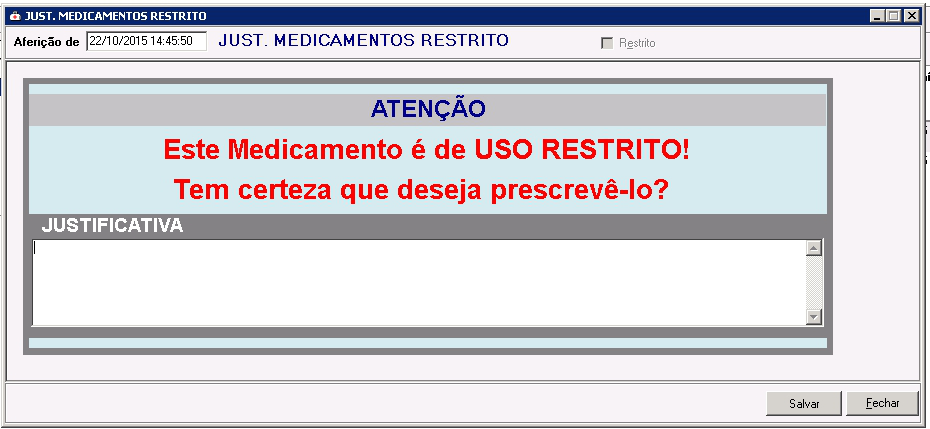 JUST. MEDICAMENTOS RESTRITO
Aferição de 22/10/2015 14:45:50 JUST. MEDICAMENTOS RESTRITO Restrito
ATENÇÃO
Este Medicamento é de USO RESTRITO!
Tem certeza que deseja prescrevê-lo?
JUSTIFICATIVA
Salvar Fechar